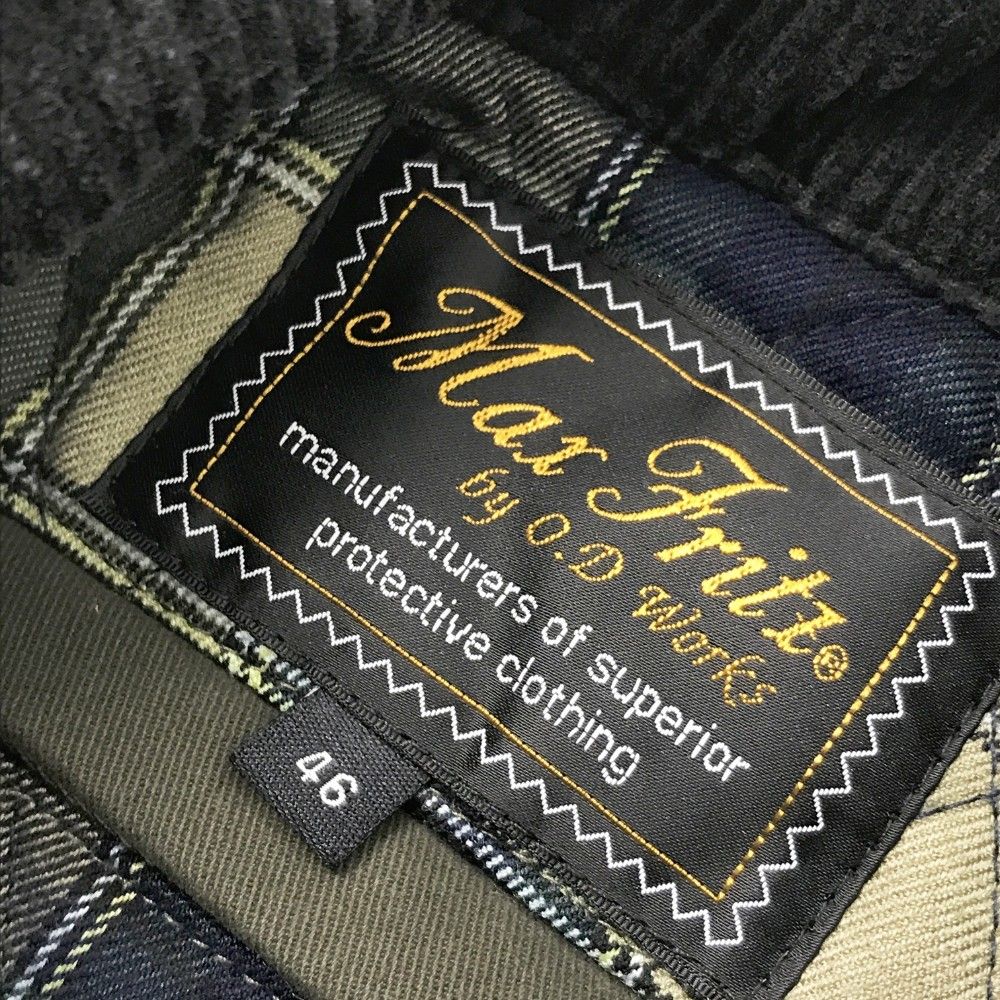 Max Fritz®
by O.D Works
manufacturers of superior
protective clothing
46